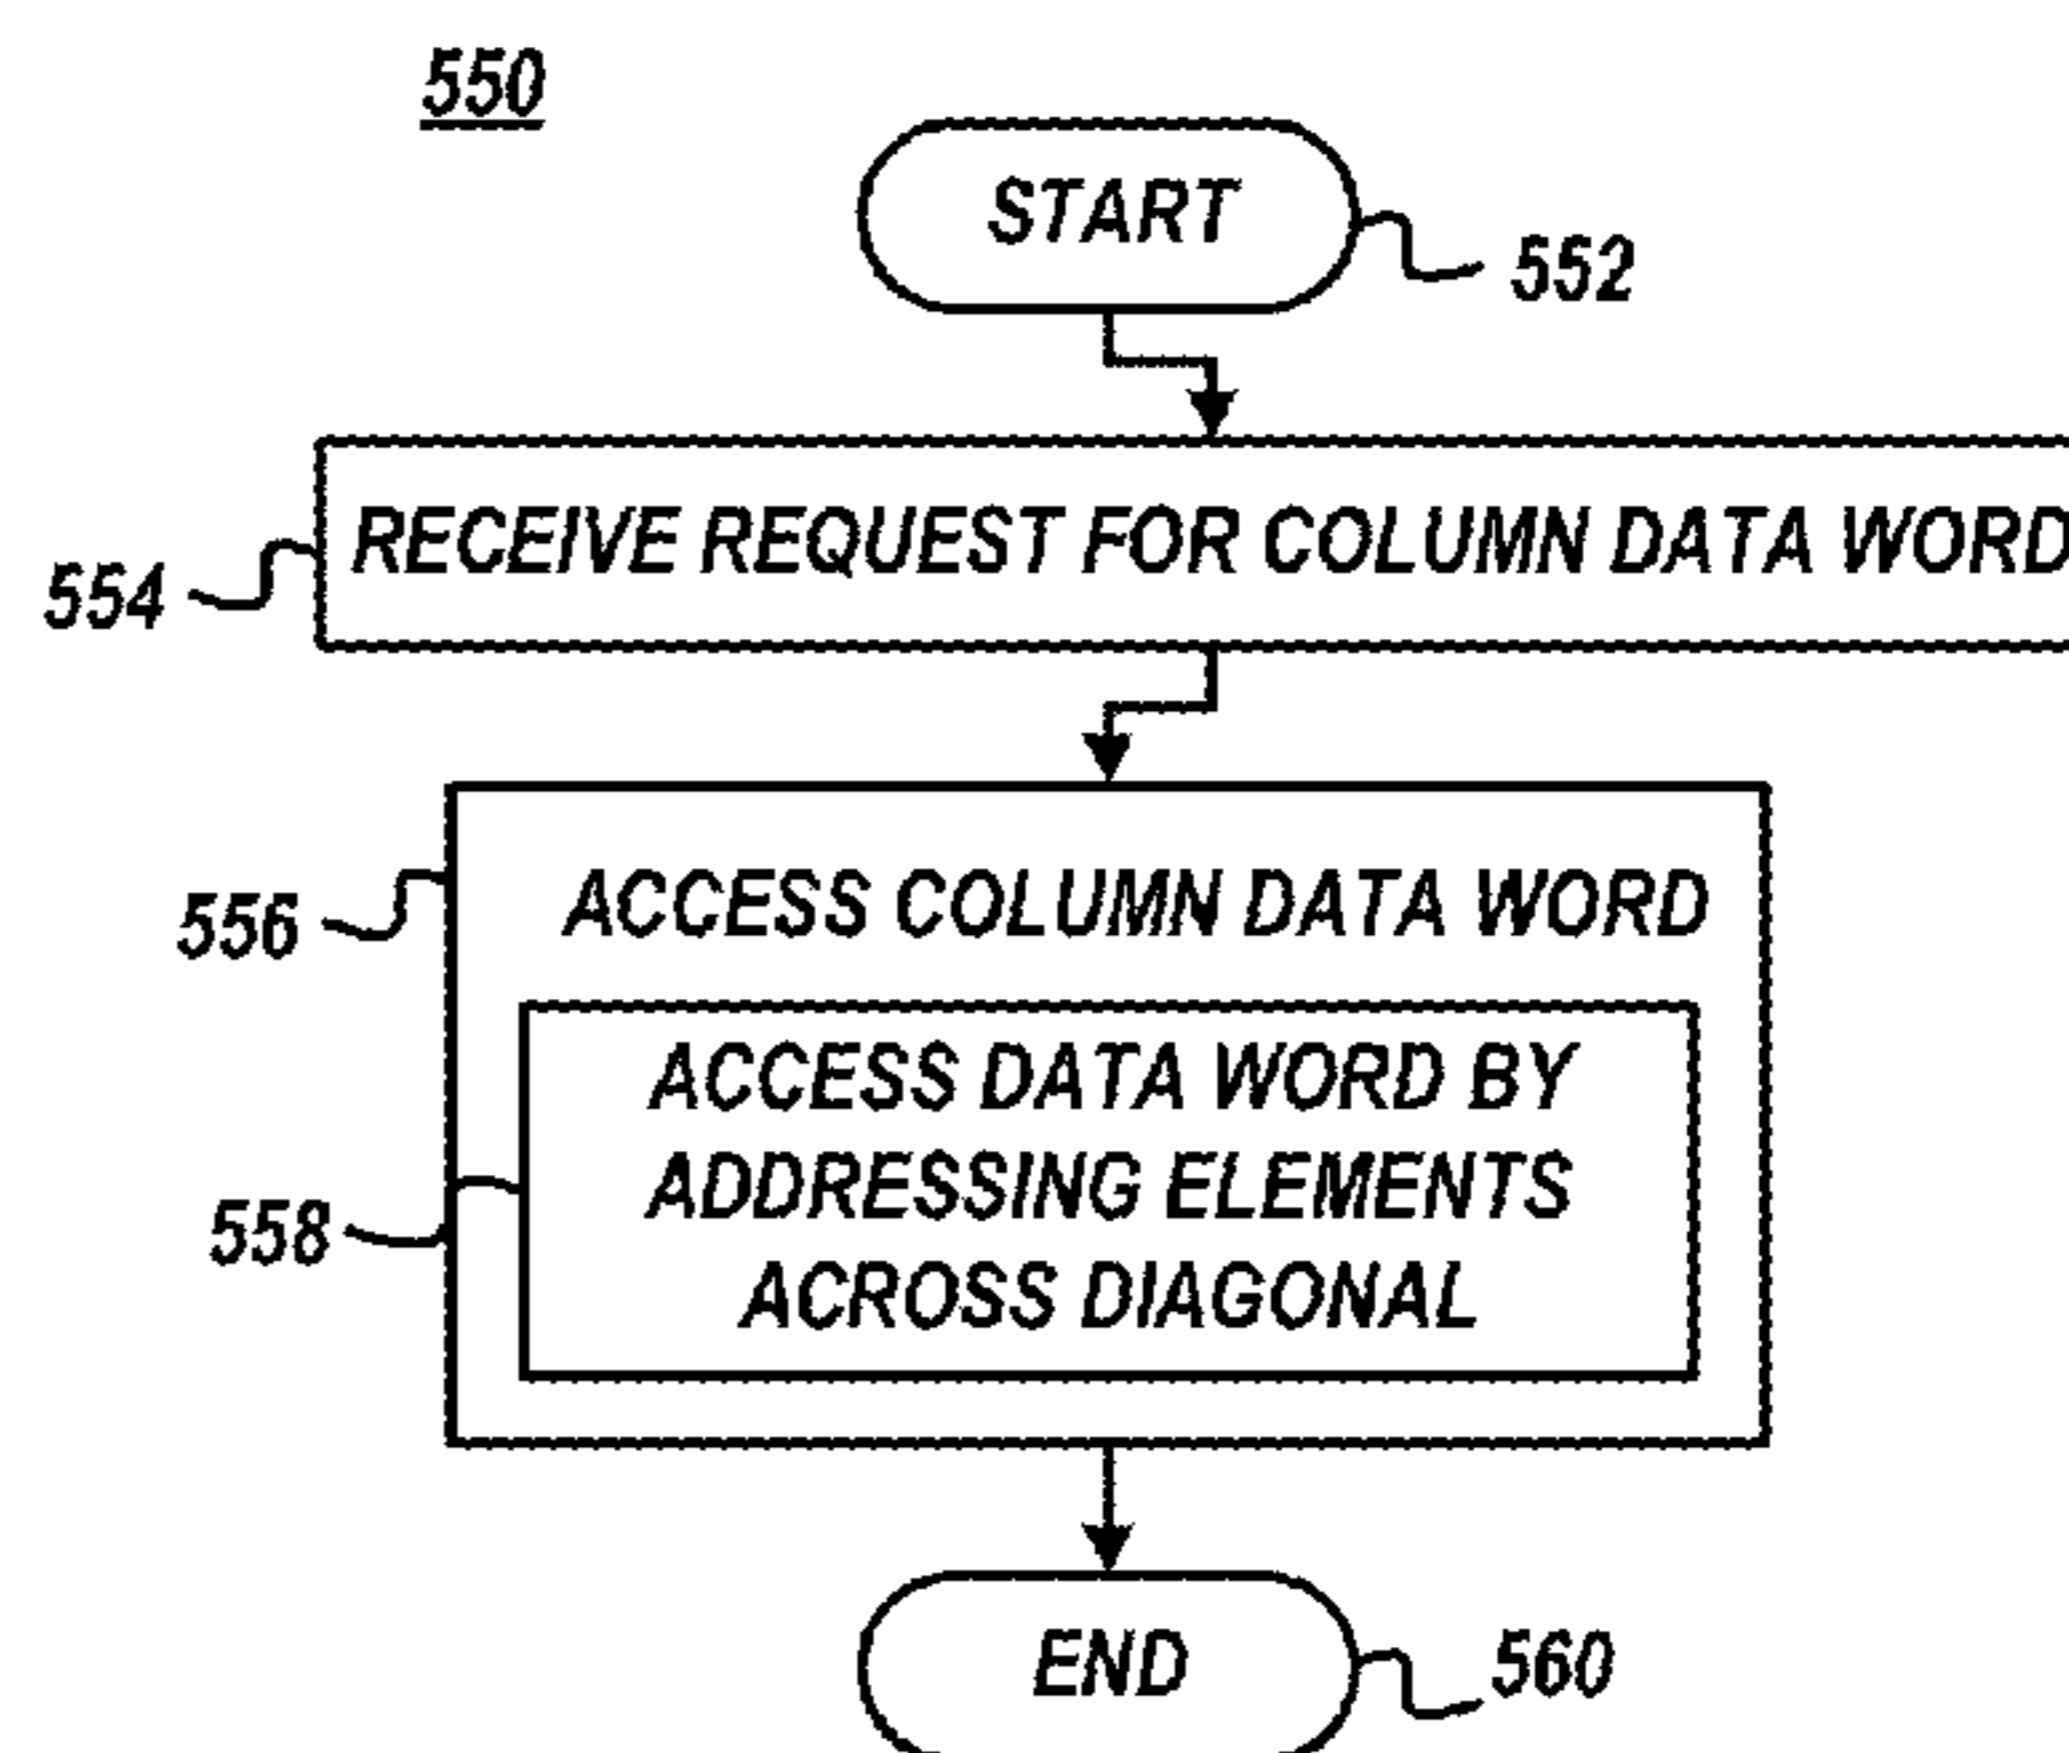 550
START
552
RECEIVE REQUEST FOR COLUMN DATA WORD
554
ACCESS COLUMN DATA WORD
556
ACCESS DATA WORD BY
ADDRESSING ELEMENTS
ACROSS DIAGONAL
558
END
560